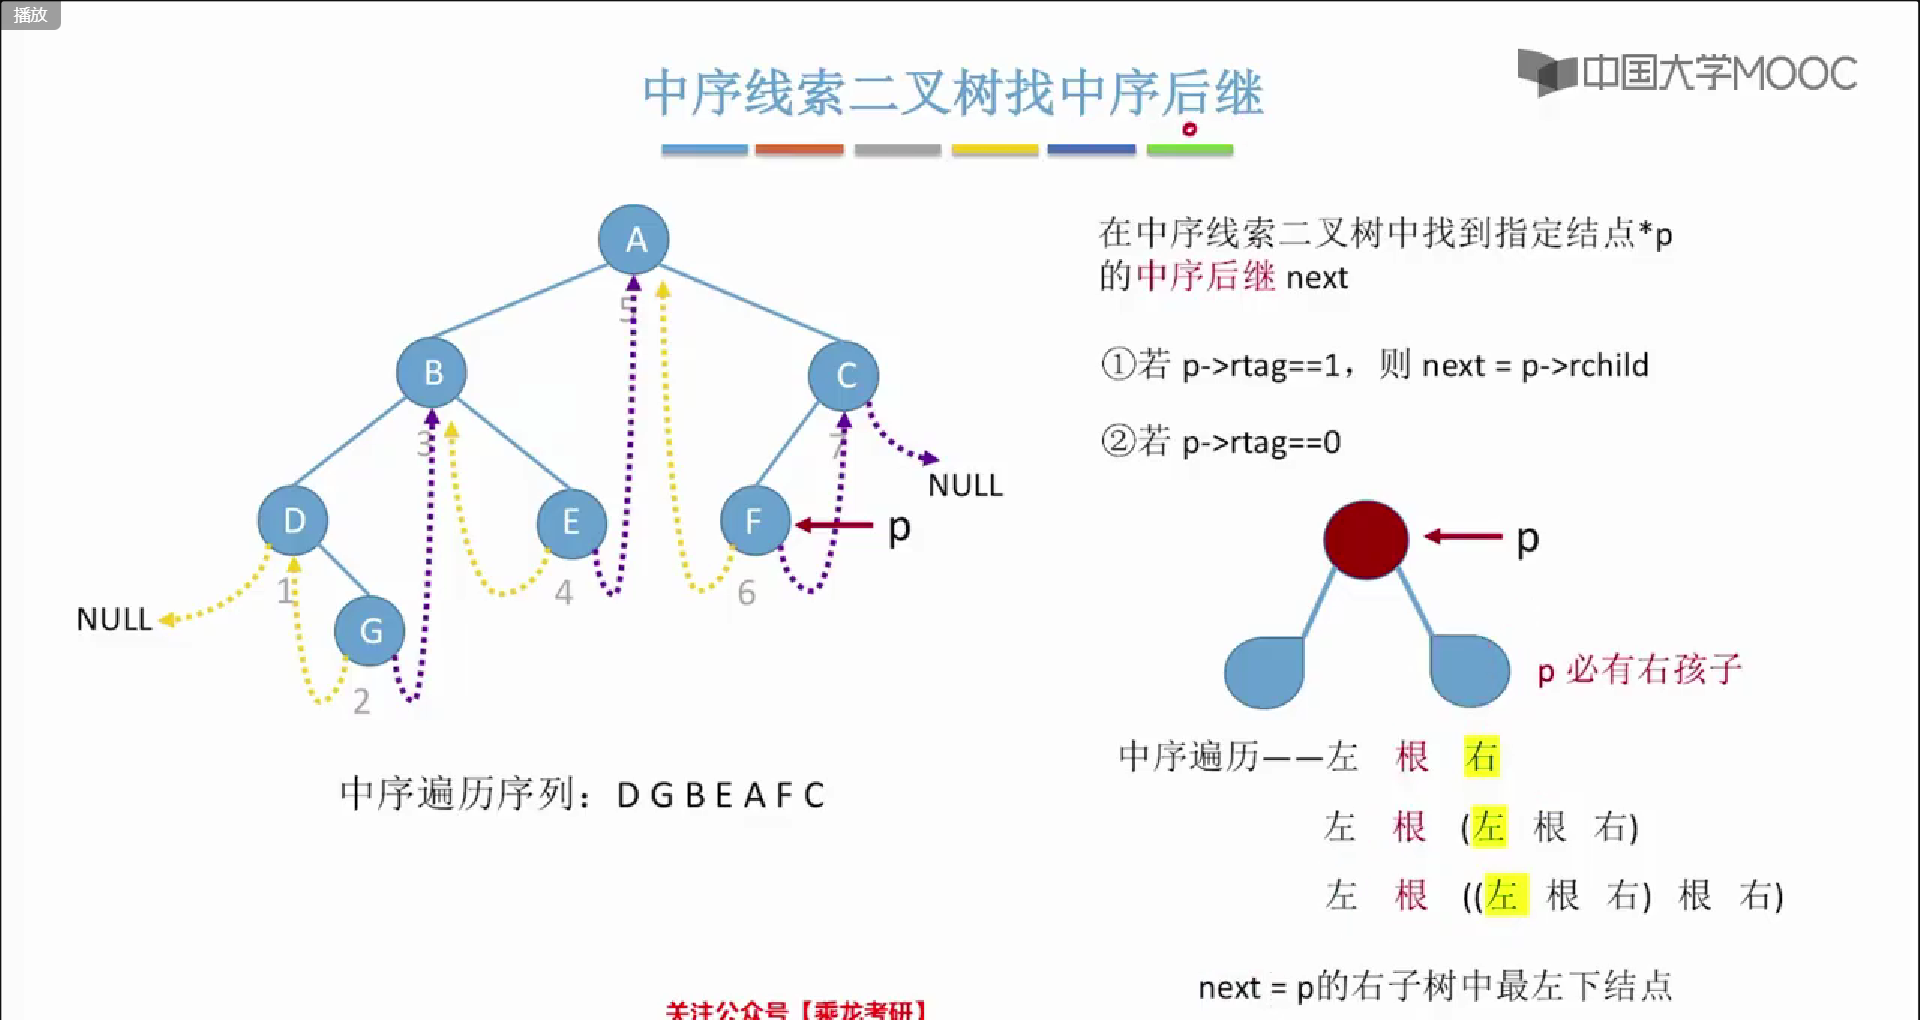 播放
中国大学MOOC
中序线索二叉树找中序后继
A
5
B
3
C
7
NULL
D
1
E
4
F
6
p
NULL
G
2
中序遍历序列：D G B E A F C
在中序线索二叉树中找到指定结点*p
的中序后继 next
①若 p->rtag==1，则 next = p->rchild
②若 p->rtag==0
p
p 必有右孩子
中序遍历——左 根 右
左 根 (左 根 右)
左 根 ((左 根 右) 根 右)
next = p的右子树中最左下结点
关注公众号【乘龙考研】